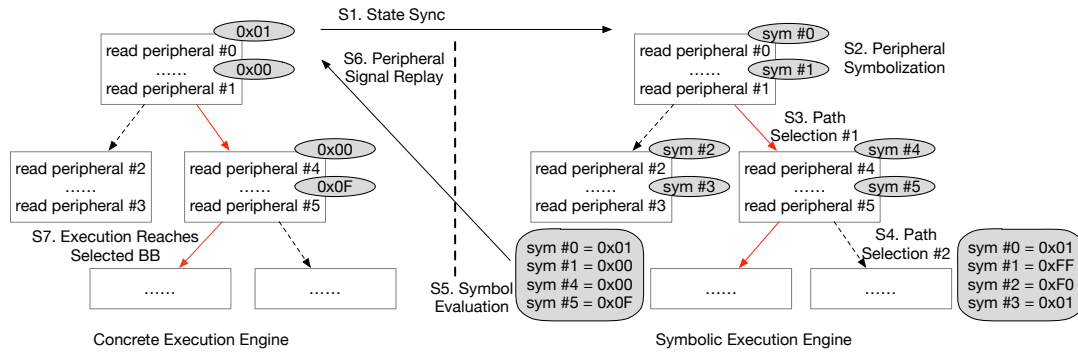 0x01
read peripheral #0
......
0x00
read peripheral #1
S1. State Sync
S6. Peripheral
Signal Replay
sym #0
read peripheral #0
......
sym #1
read peripheral #1
S2. Peripheral
Symbolization
S3. Path
Selection #1
read peripheral #2
......
read peripheral #3
0x00
read peripheral #4
......
0x0F
read peripheral #5
sym #2
read peripheral #2
......
sym #3
read peripheral #3
sym #4
read peripheral #4
......
sym #5
read peripheral #5
S7. Execution Reaches
Selected BB
......
......
S5. Symbol
Evaluation
sym #0 = 0x01
sym #1 = 0x00
sym #4 = 0x00
sym #5 = 0x0F
S4. Path
Selection #2
......
......
sym #0 = 0x01
sym #1 = 0xFF
sym #2 = 0xF0
sym #3 = 0x01
Concrete Execution Engine
Symbolic Execution Engine